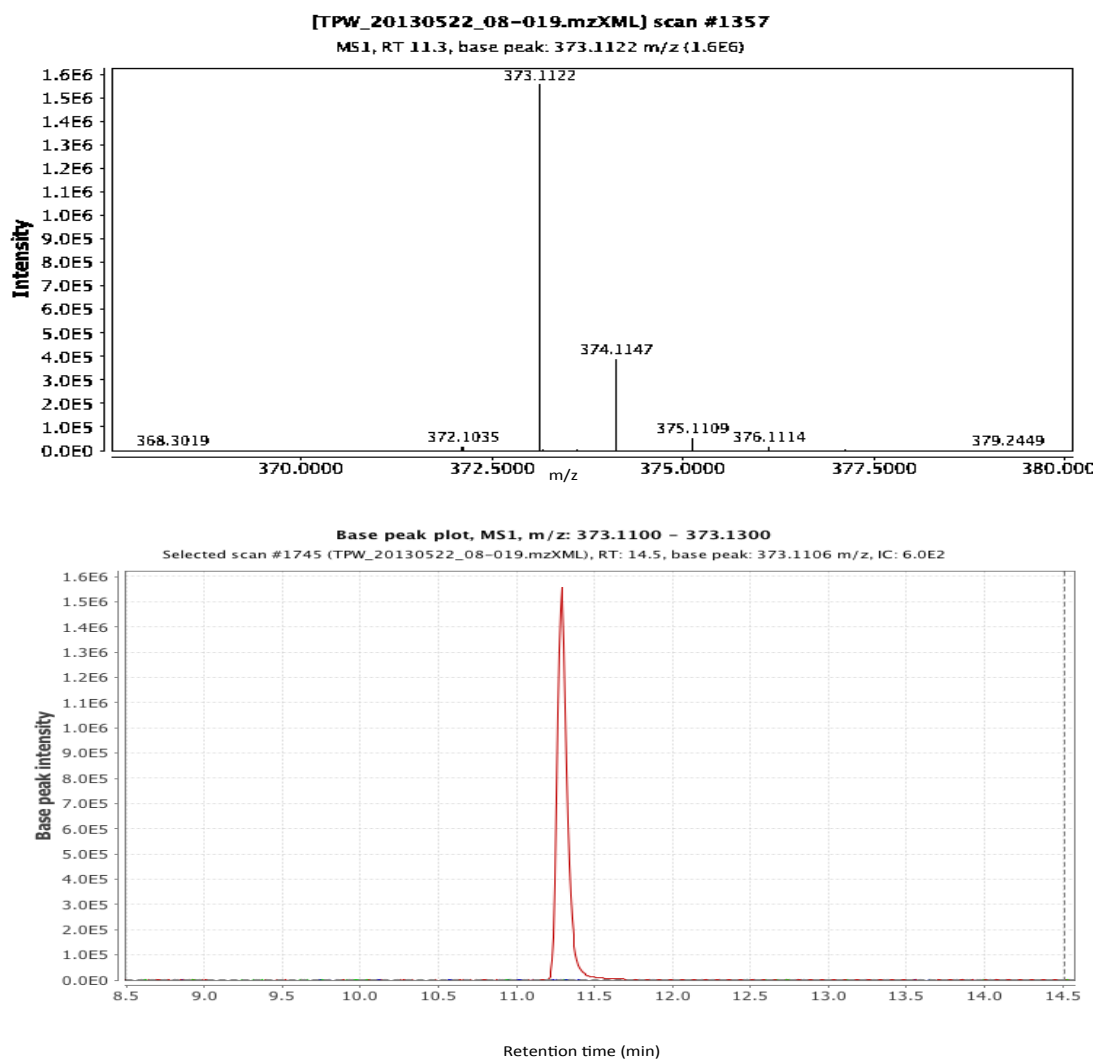 [TPW_20130522_08-019.mzXML] scan #1357
MS1, RT 11.3, base peak: 373.1122 m/z (1.6E6)
1.6E6
1.5E6
1.4E6
1.3E6
1.2E6
1.1E6
1.0E6
9.0E5
8.0E5
7.0E5
6.0E5
5.0E5
4.0E5
3.0E5
2.0E5
1.0E5
0.0E0
Intensity
373.1122
374.1147
375.1109
376.1114
368.3019
372.1035
379.2449
370.0000 372.5000 375.0000 377.5000 380.000
m/z
Base peak plot, MS1, m/z: 373.1100 - 373.1300
Selected scan #1745 (TPW_20130522_08-019.mzXML), RT: 14.5, base peak: 373.1106 m/z, IC: 6.0E2
1.6E6
1.5E6
1.4E6
1.3E6
1.2E6
1.1E6
1.0E6
9.0E5
8.0E5
7.0E5
6.0E5
5.0E5
4.0E5
3.0E5
2.0E5
1.0E5
0.0E0
Base peak intensity
8.5 9.0 9.5 10.0 10.5 11.0 11.5 12.0 12.5 13.0 13.5 14.0 14.5
Retention time (min)